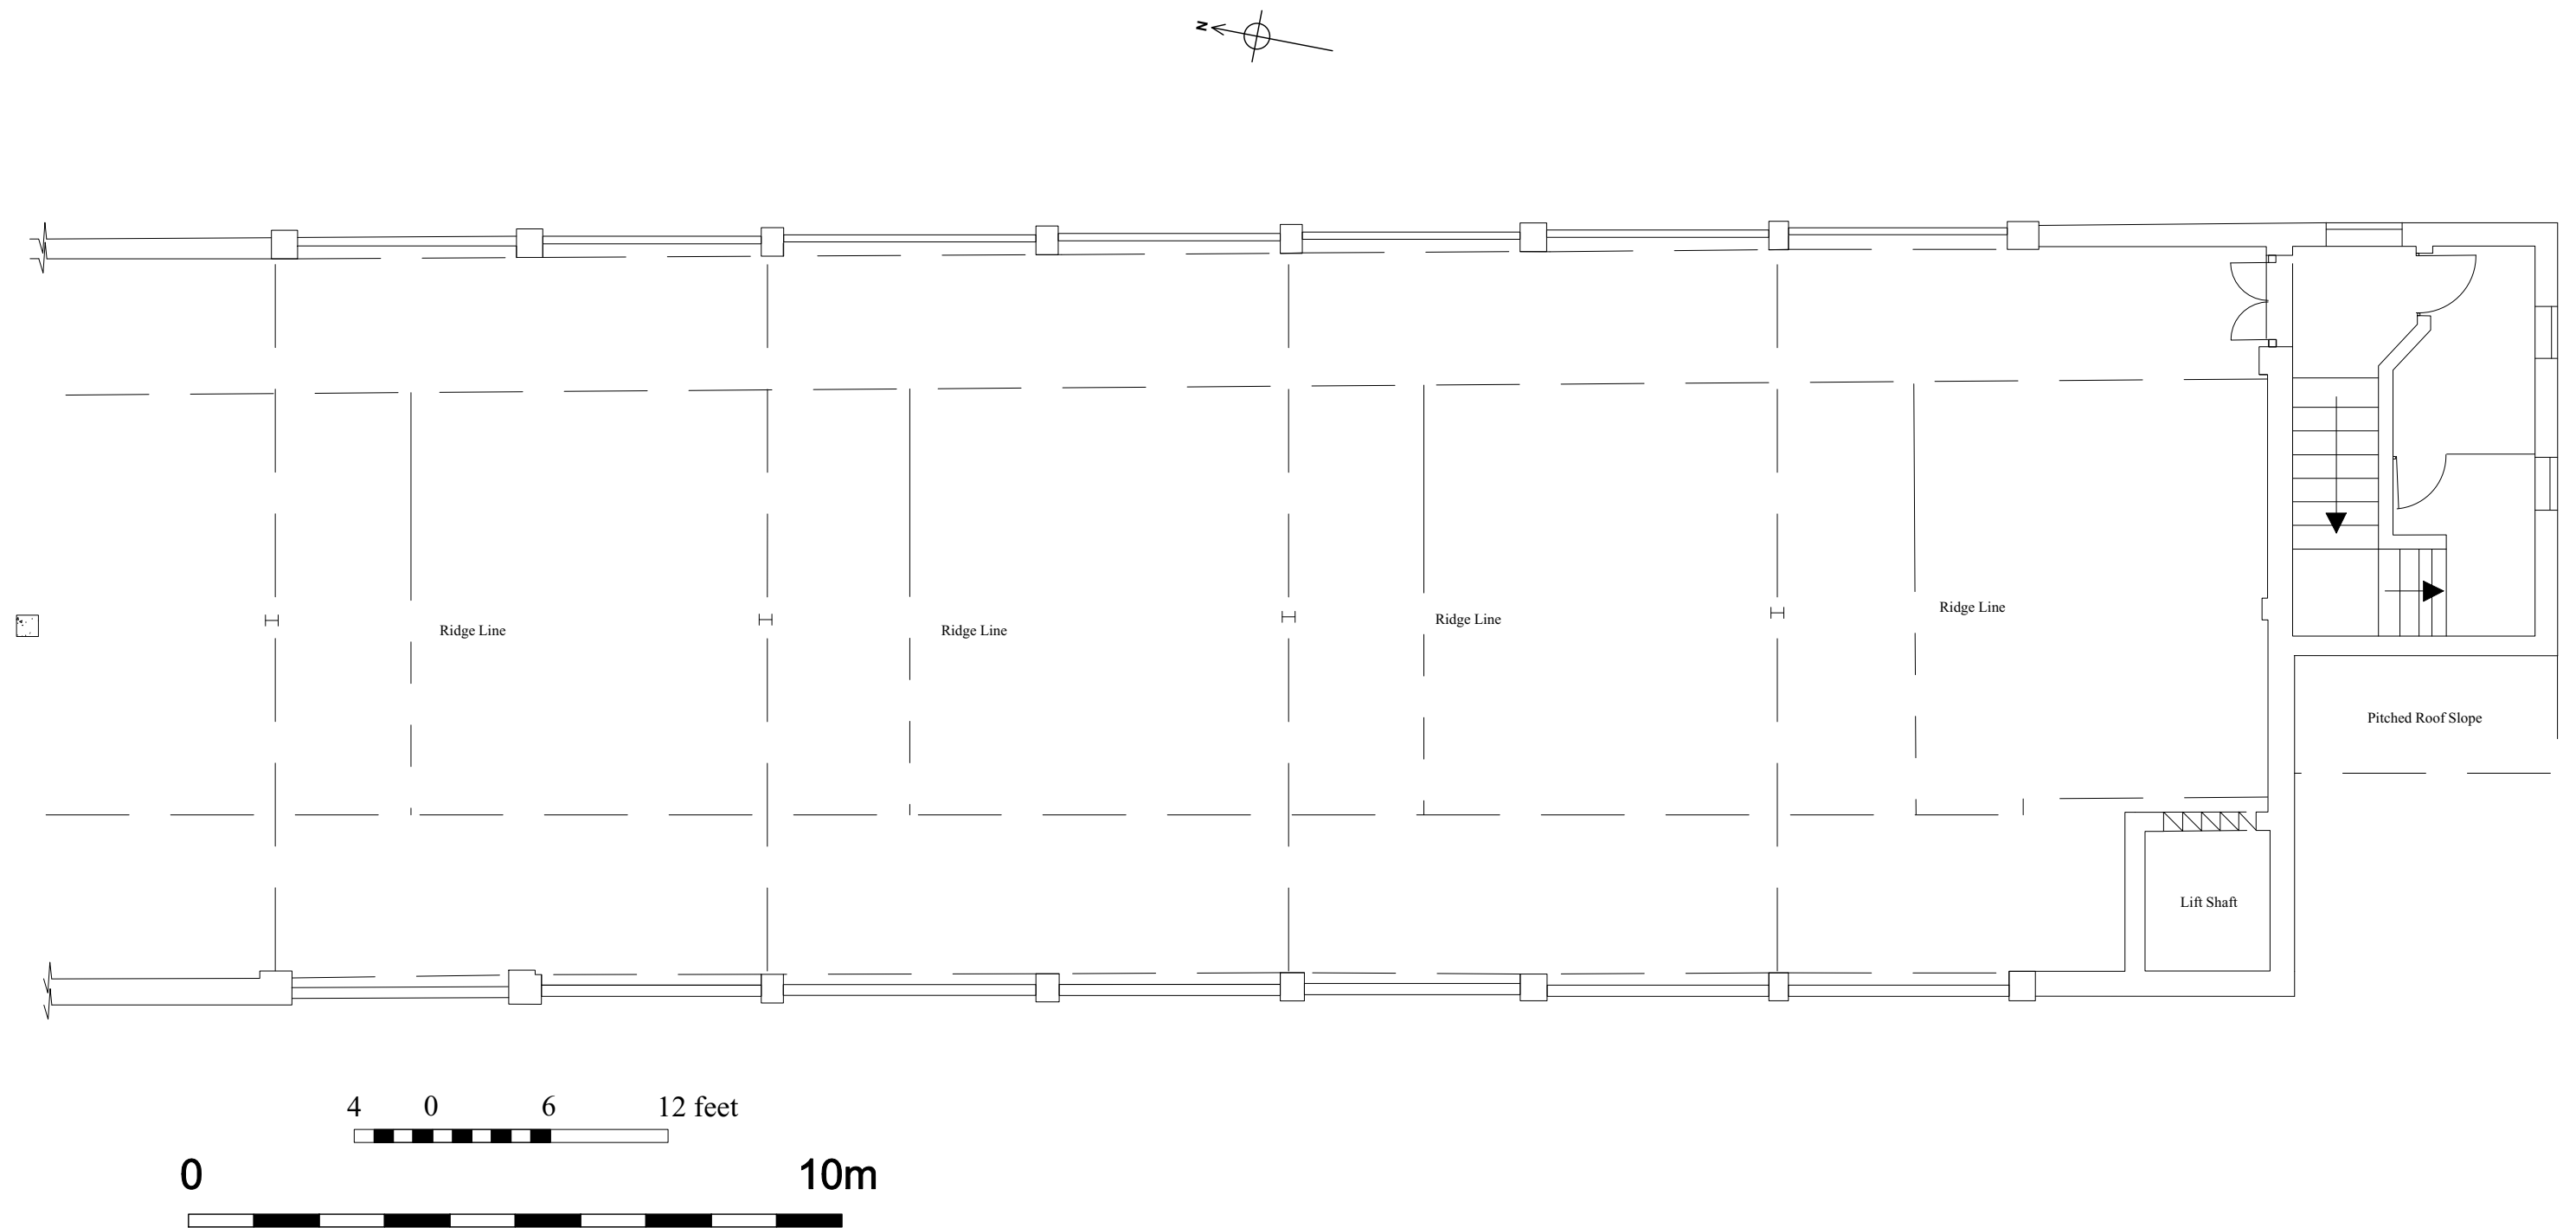 N
Ridge Line
Ridge Line
Ridge Line
Ridge Line
Pitched Roof Slope
Lift Shaft
4 0 6 12 feet
0 10m